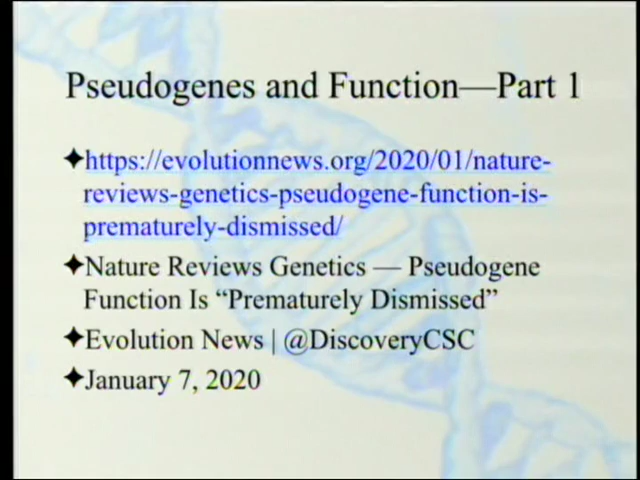 Pseudogenes and Function—Part 1
✦https://evolutionnews.org/2020/01/nature-
reviews-genetics-pseudogene-function-is-
prematurely-dismissed/
✦Nature Reviews Genetics — Pseudogene
Function Is “Prematurely Dismissed”
✦Evolution News | @DiscoveryCSC
✦January 7, 2020